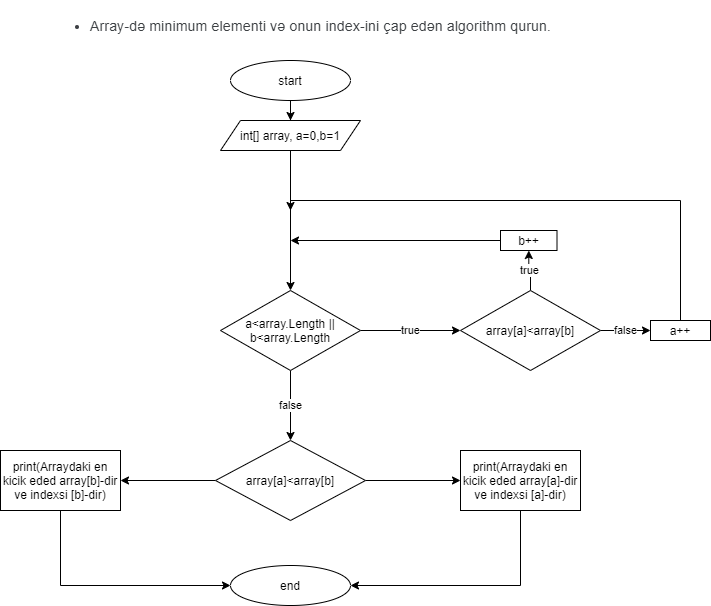 Array-də minimum elementi və onun index-ini çap edən algorithm qurun.
start
int[] array, a=0,b=1
b++
true
a<array.Length ||
b<array.Length
true
array[a]<array[b]
false
a++
false
print(Arraydaki en
kicik eded array[b]-dir
ve indexsi [b]-dir)
array[a]<array[b]
print(Arraydaki en
kicik eded array[a]-dir
ve indexsi [a]-dir)
end